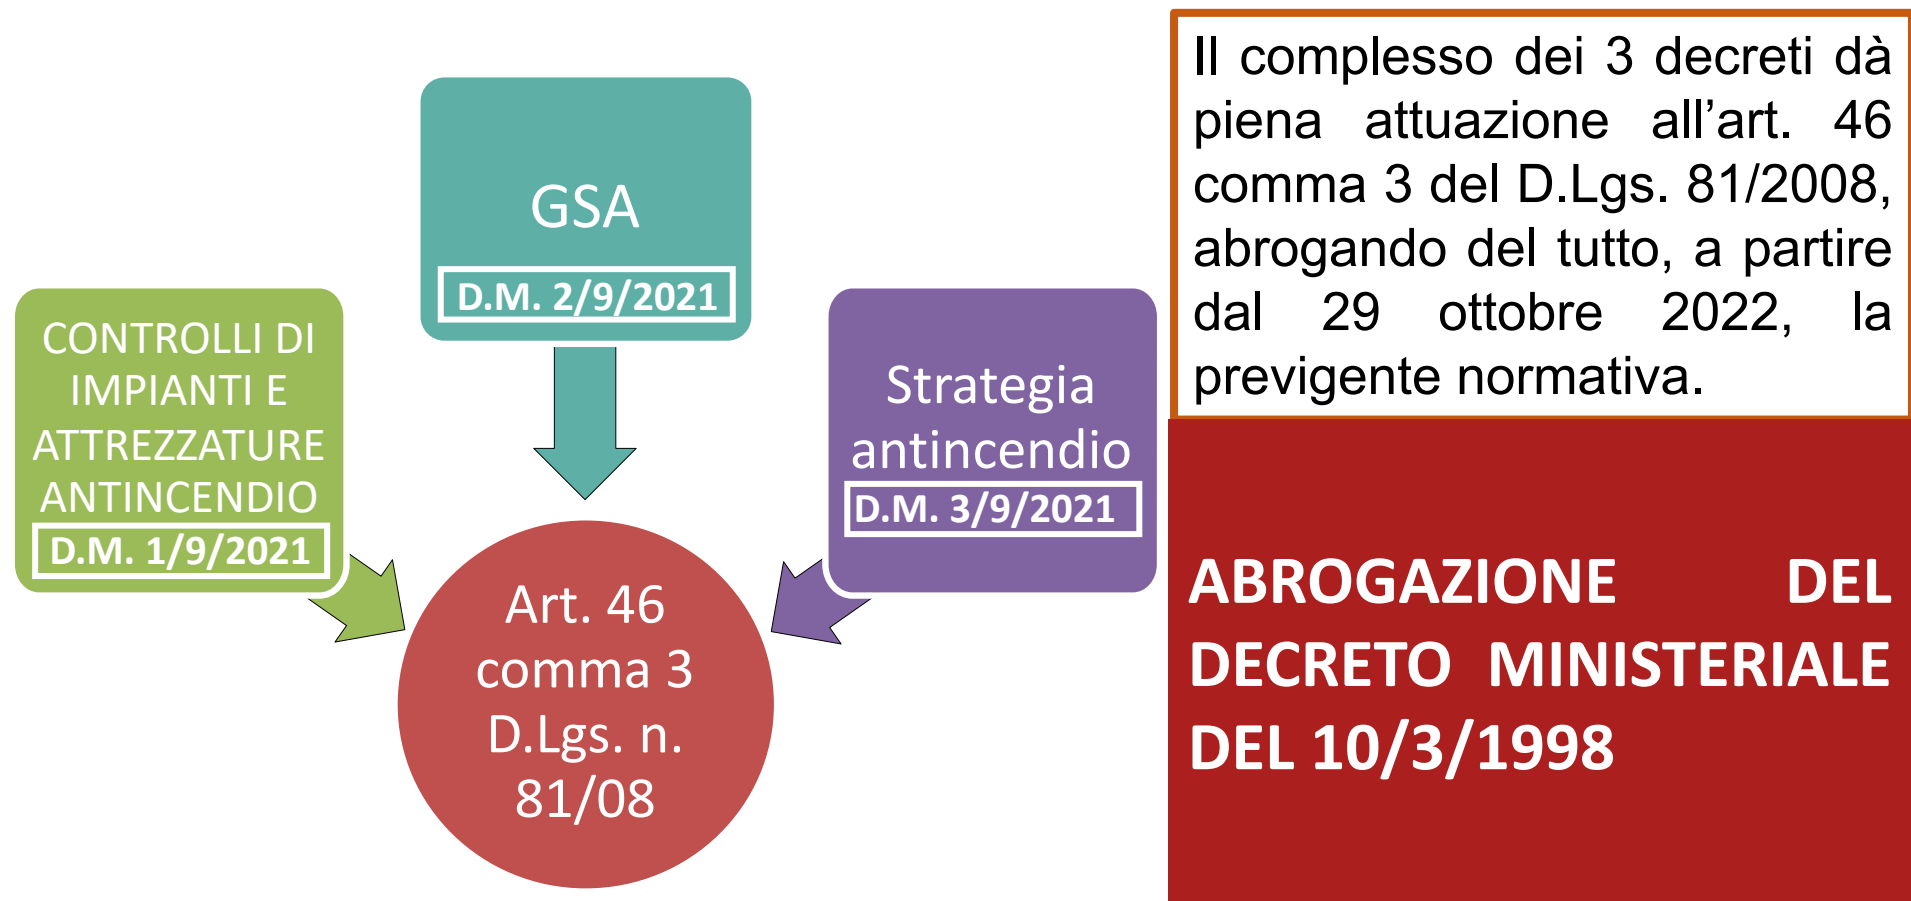 GSA
D.M. 2/9/2021
CONTROLLI DI
IMPIANTI E
ATTREZZATURE
ANTINCENDIO
D.M. 1/9/2021
Strategia
antincendio
D.M. 3/9/2021
Art. 46
comma 3
D.Lgs. n.
81/08
Il complesso dei 3 decreti dà
piena attuazione all’art. 46
comma 3 del D.Lgs. 81/2008,
abrogando del tutto, a partire
dal 29 ottobre 2022, la
previgente normativa.
ABROGAZIONE DEL
DECRETO MINISTERIALE
DEL 10/3/1998